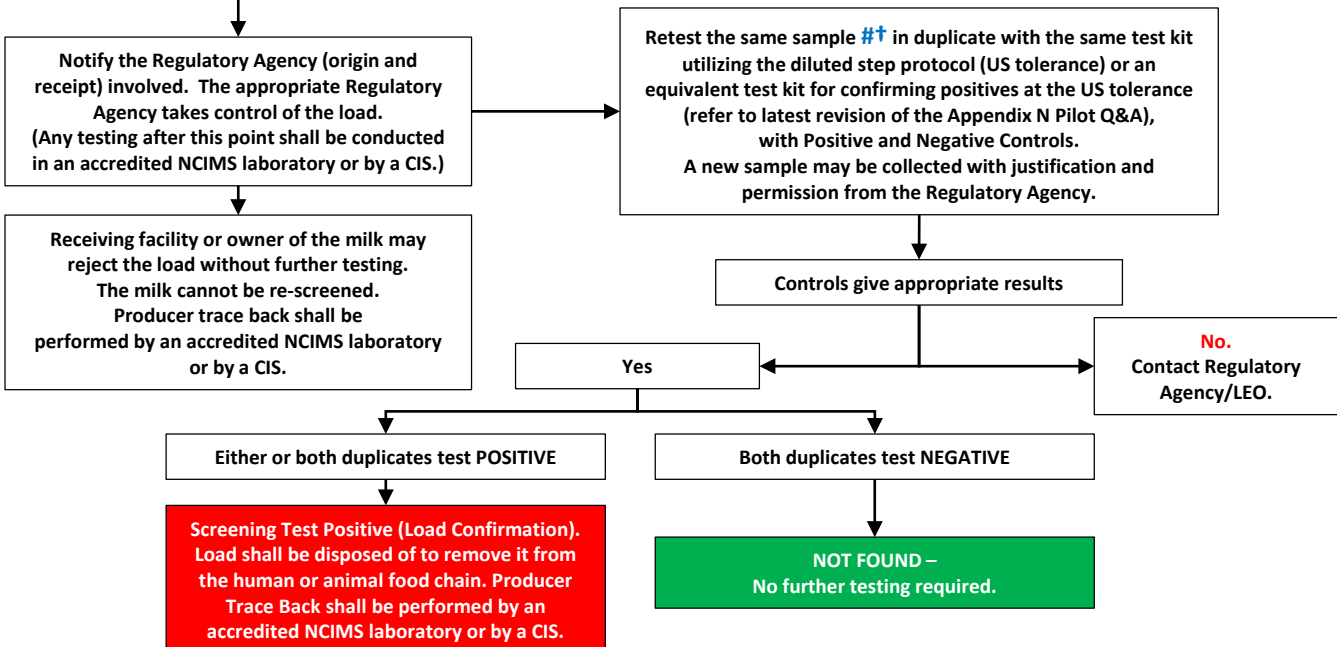 Notify the Regulatory Agency (origin and
receipt) involved.  The appropriate Regulatory
Agency takes control of the load.
(Any testing after this point shall be conducted
in an accredited NCIMS laboratory or by a CIS.)
Retest the same sample #† in duplicate with the same test kit
utilizing the diluted step protocol (US tolerance) or an
equivalent test kit for confirming positives at the US tolerance
(refer to latest revision of the Appendix N Pilot Q&A),
with Positive and Negative Controls.
A new sample may be collected with justification and
permission from the Regulatory Agency.
Receiving facility or owner of the milk may
reject the load without further testing.
The milk cannot be re-screened.
Producer trace back shall be
performed by an accredited NCIMS laboratory
or by a CIS.
Controls give appropriate results
Yes
No.
Contact Regulatory
Agency/LEO.
Either or both duplicates test POSITIVE
Both duplicates test NEGATIVE
Screening Test Positive (Load Confirmation).
Load shall be disposed of to remove it from
the human or animal food chain. Producer
Trace Back shall be performed by an
accredited NCIMS laboratory or by a CIS.
NOT FOUND –
No further testing required.